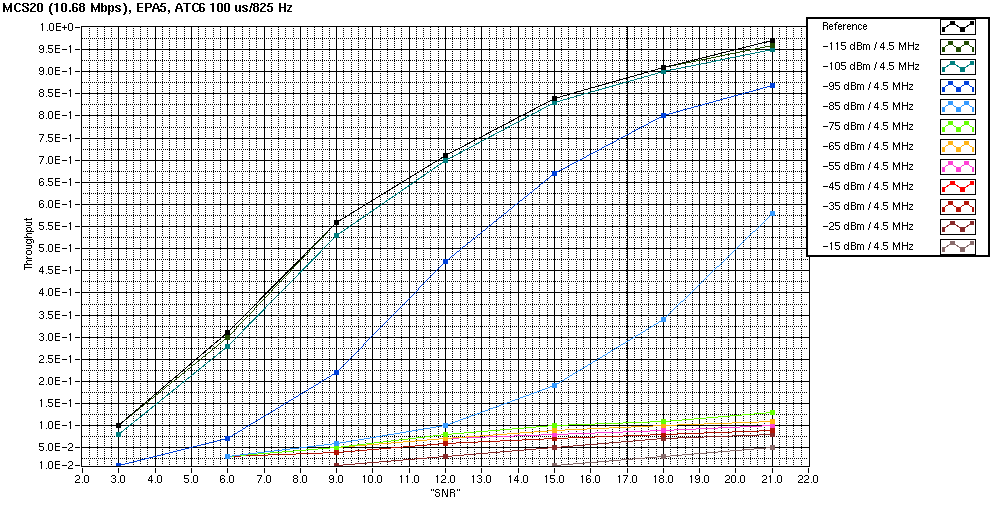 MCS20 (10.68 Mbps), EPA5, ATC6 100 us/825 Hz
1.0E+0
9.5E-1
9.0E-1
8.5E-1
8.0E-1
7.5E-1
7.0E-1
6.5E-1
6.0E-1
5.5E-1
5.0E-1
4.5E-1
4.0E-1
3.5E-1
3.0E-1
2.5E-1
2.0E-1
1.5E-1
1.0E-1
5.0E-2
1.0E-2
Throughput
2.0 3.0 4.0 5.0 6.0 7.0 8.0 9.0 10.0 11.0 12.0 13.0 14.0 15.0 16.0 17.0 18.0 19.0 20.0 21.0 22.0
"SNR"
Reference
-115 dBm / 4.5 MHz
-105 dBm / 4.5 MHz
-95 dBm / 4.5 MHz
-85 dBm / 4.5 MHz
-75 dBm / 4.5 MHz
-65 dBm / 4.5 MHz
-55 dBm / 4.5 MHz
-45 dBm / 4.5 MHz
-35 dBm / 4.5 MHz
-25 dBm / 4.5 MHz
-15 dBm / 4.5 MHz